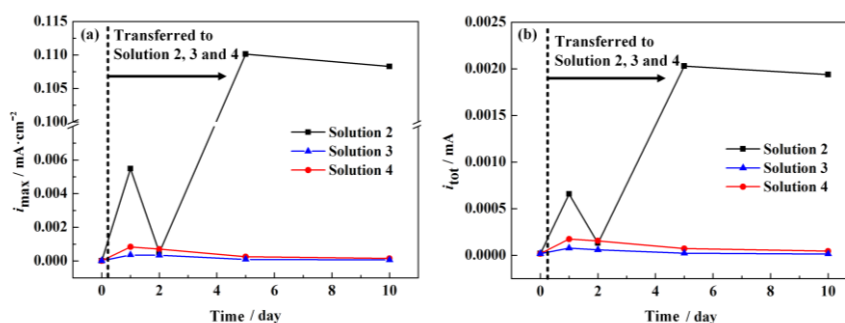 (a)
Transferred to
Solution 2, 3 and 4
0.115
0.110
0.105
0.100
0.006
0.004
0.002
0.000
i_max / mA·cm⁻²
Solution 2
Solution 3
Solution 4
0 2 4 6 8 10
Time / day
(b)
Transferred to
Solution 2, 3 and 4
0.0025
0.0020
0.0015
0.0010
0.0005
0.0000
i_tot / mA
Solution 2
Solution 3
Solution 4
0 2 4 6 8 10
Time / day